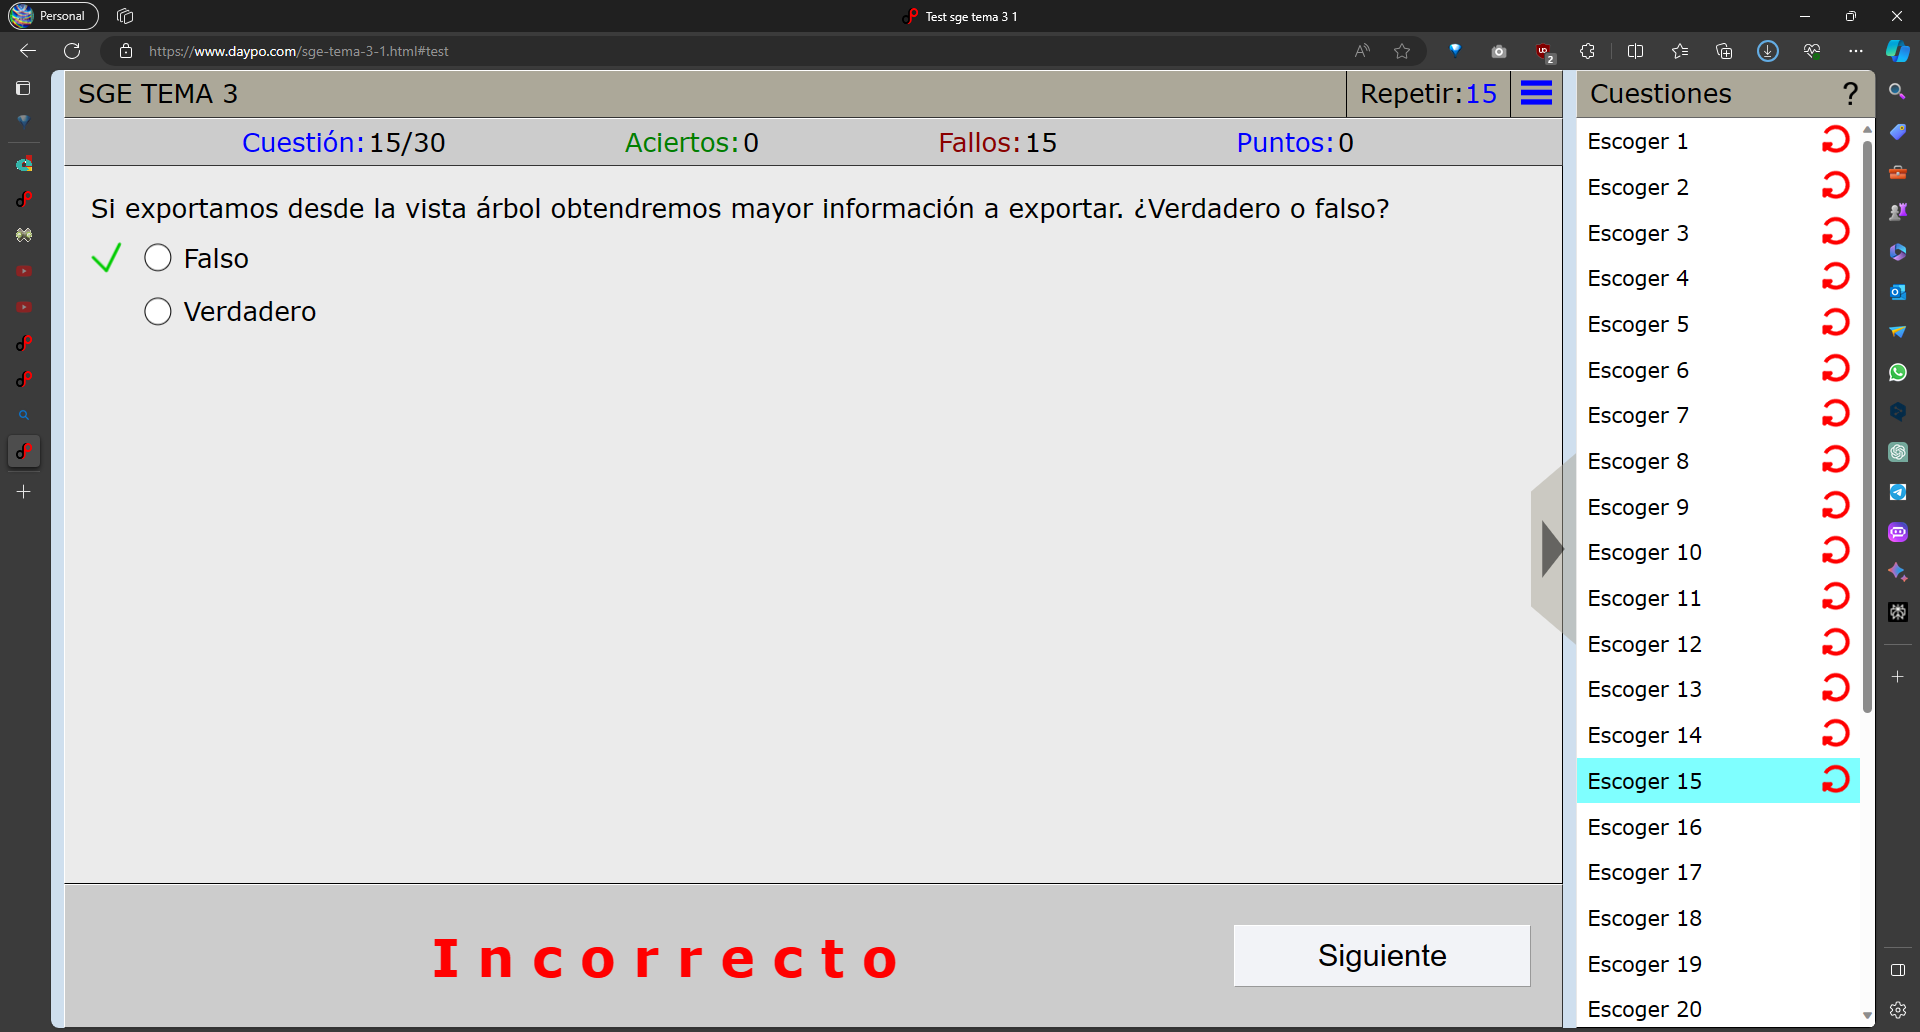 Personal
Test sge tema 3 1
https://www.daypo.com/sge-tema-3-1.html#test
2
SGE TEMA 3
Repetir:15
Cuestiones
?
Cuestión:15/30
Aciertos:0
Fallos:15
Puntos:0
Si exportamos desde la vista árbol obtendremos mayor información a exportar. ¿Verdadero o falso?
Falso
Verdadero
Incorrecto
Siguiente
Escoger 1
Escoger 2
Escoger 3
Escoger 4
Escoger 5
Escoger 6
Escoger 7
Escoger 8
Escoger 9
Escoger 10
Escoger 11
Escoger 12
Escoger 13
Escoger 14
Escoger 15
Escoger 16
Escoger 17
Escoger 18
Escoger 19
Escoger 20